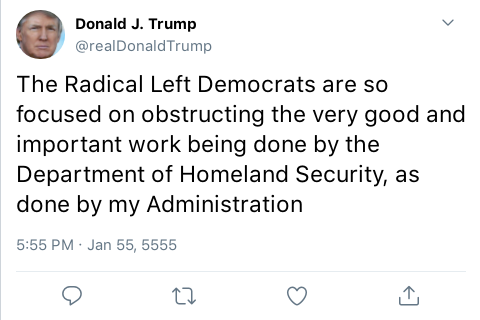 Donald J. Trump
@realDonaldTrump
The Radical Left Democrats are so
focused on obstructing the very good and
important work being done by the
Department of Homeland Security, as
done by my Administration
5:55 PM · Jan 55, 5555